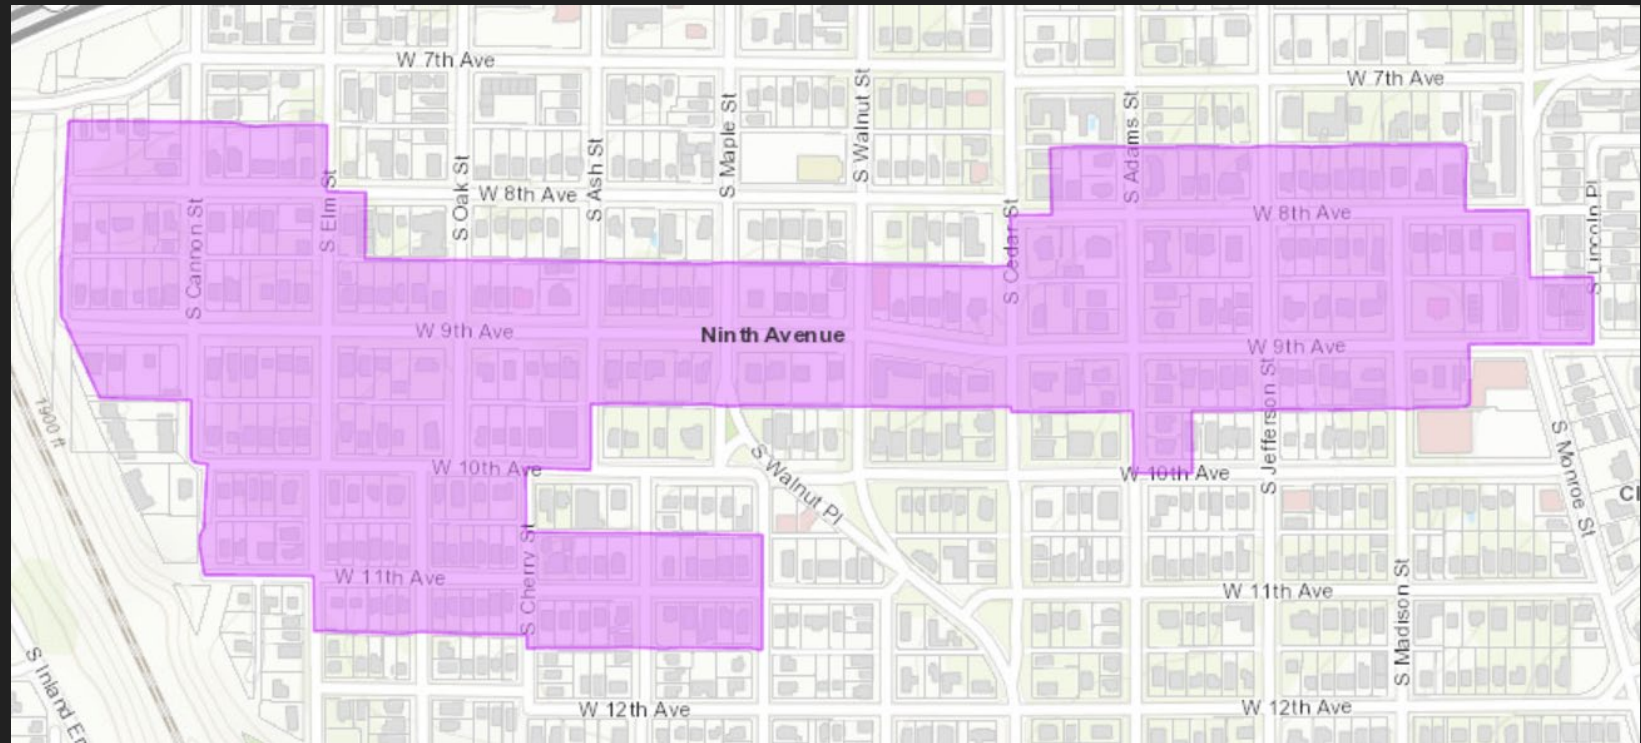 W 7th Ave
W 7th Ave
S Maple St
S Walnut St
S Adams St
S Ash St
S Oak St
S Elm St
W 8th Ave
S Cannon St
S Cedar St
W 8th Ave
S Lincoln Pl
W 9th Ave
Ninth Avenue
W 9th Ave
1900 ft
S Jefferson St
W 10th Ave
S Walnut Pl
W 10th Ave
S Monroe St
S Cherry St
W 11th Ave
W 11th Ave
S Madison St
S Inland Em
W 12th Ave
W 12th Ave